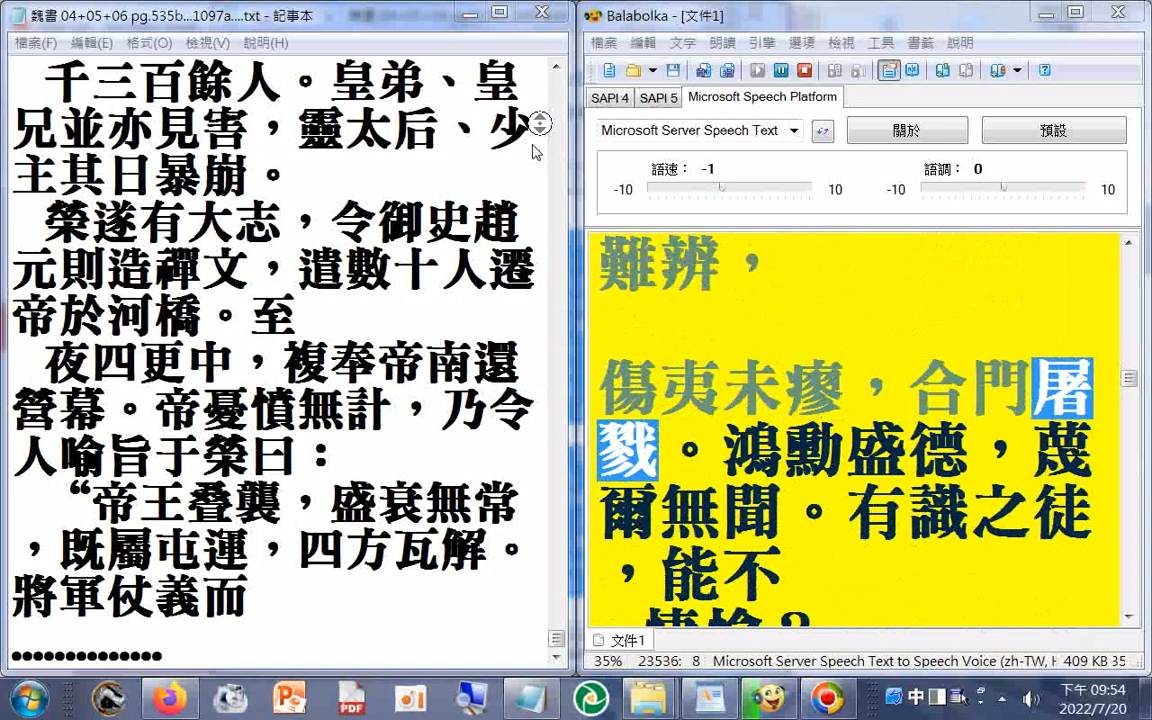 魏書 04+05+06 pg.535b...1097a....txt - 記事本
檔案(F) 編輯(E) 格式(O) 檢視(V) 說明(H)
千三百餘人。皇弟、皇
兄並亦見害，靈太后、少
主其日暴崩。
榮遂有大志，令御史趙
元則造禪文，遣數十人遷
帝於河橋。至
夜四更中，複奉帝南還
營幕。帝憂憤無計，乃令
人喻旨于榮曰：
“帝王叠襲，盛衰無常
，既屬屯運，四方瓦解。
將軍仗義而
••••••••••••••
Balabolka - [文件1]
檔案 編輯 文字 朗讀 引擎 選項 檢視 工具 書籤 說明
SAPI 4 SAPI 5 Microsoft Speech Platform
Microsoft Server Speech Text 關於 預設
語速： -1 語調： 0
-10 10 -10 10
難辨，
傷夷未瘳，合門屠
戮。鴻勳盛德，蔑
爾無聞。有識之徒
，能不
文件1
35% 23536: 8 Microsoft Server Speech Text to Speech Voice (zh-TW, H 409 KB 35
PDF
中
下午 09:54
2022/7/20